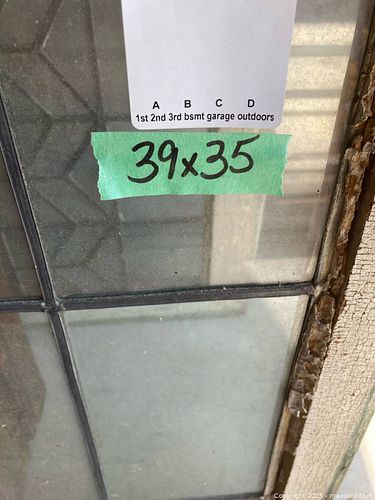 A B C D
1st 2nd 3rd bsmt garage outdoors
39x35
Copyright 2025 - maxsold.com